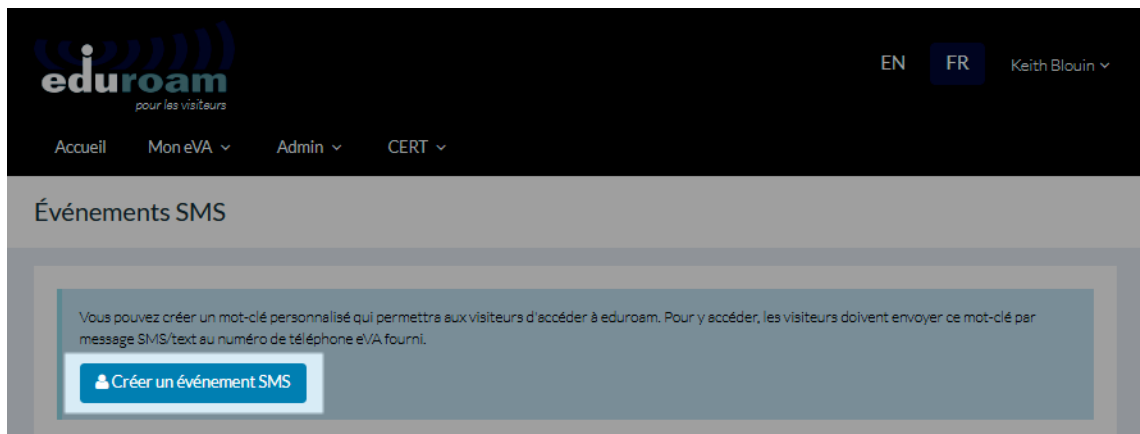 eduroam
pour les visiteurs
EN FR Keith Blouin
Accueil Mon eVA Admin CERT
Événements SMS
Vous pouvez créer un mot-clé personnalisé qui permettra aux visiteurs d'accéder à eduroam. Pour y accéder, les visiteurs doivent envoyer ce mot-clé par
message SMS/text au numéro de téléphone eVA fourni.
Créer un événement SMS